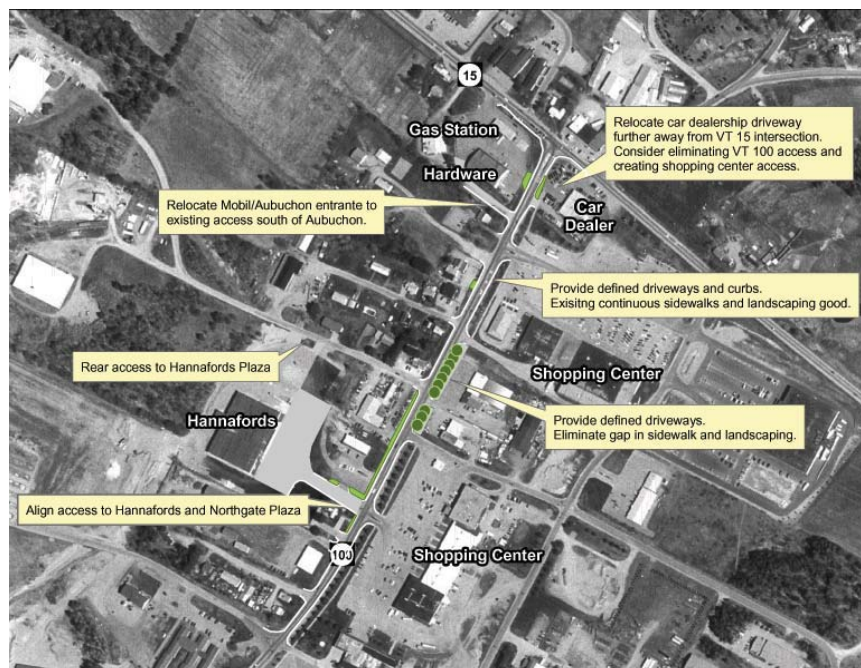 15
Gas Station
Relocate car dealership driveway
further away from VT 15 intersection.
Consider eliminating VT 100 access and
creating shopping center access.
Hardware
Relocate Mobil/Aubuchon entrante to
existing access south of Aubuchon.
Car
Dealer
Provide defined driveways and curbs.
Exisitng continuous sidewalks and landscaping good.
Rear access to Hannafords Plaza
Shopping Center
Hannafords
Provide defined driveways.
Eliminate gap in sidewalk and landscaping.
Align access to Hannafords and Northgate Plaza
100
Shopping Center